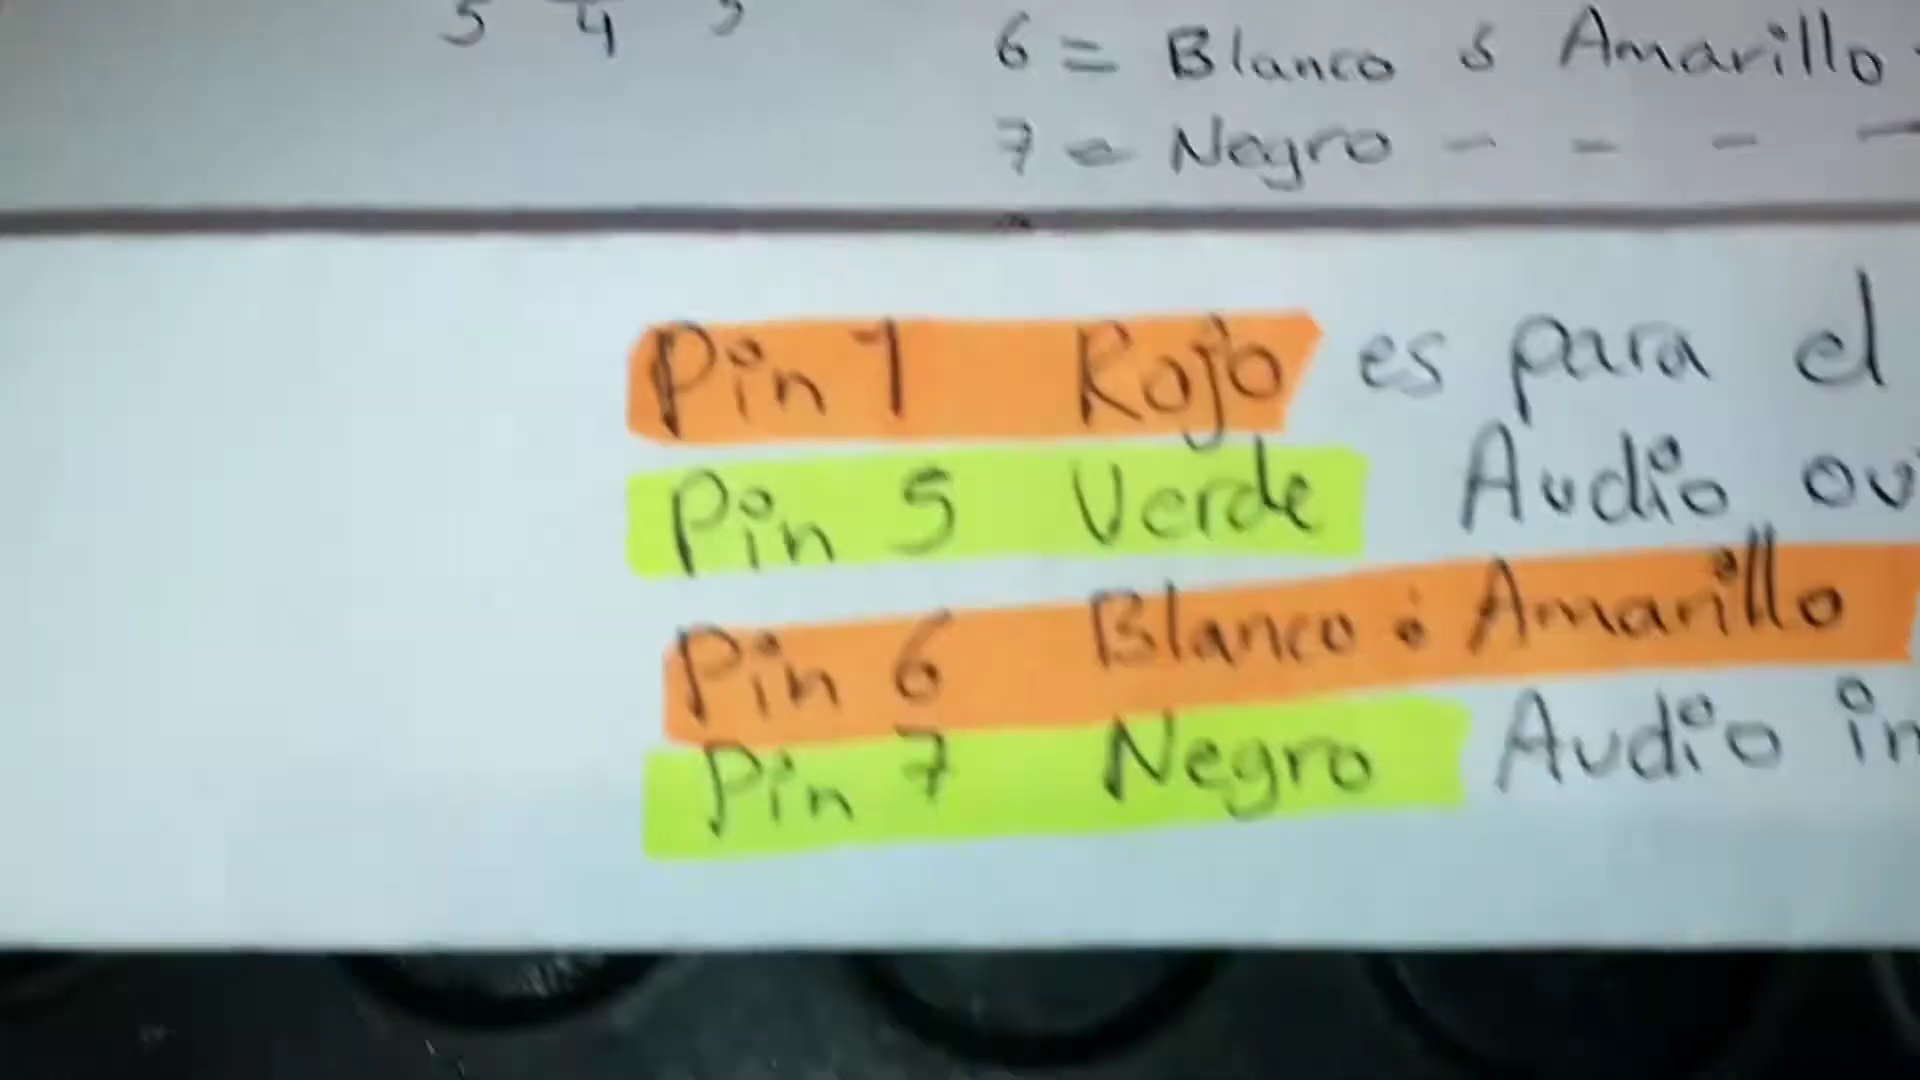 5 4 3
6 = Blanco ó Amarillo -
7 = Negro - - - -
Pin 1 Rojo es para el
Pin 5 Verde Audio ou
Pin 6 Blanco ó Amarillo
Pin 7 Negro Audio in